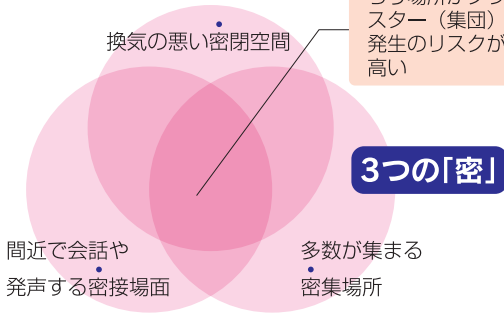 換気の悪い密閉空間
スター（集団）
発生のリスクが
高い
3つの「密」
間近で会話や
発声する密接場面
多数が集まる
密集場所